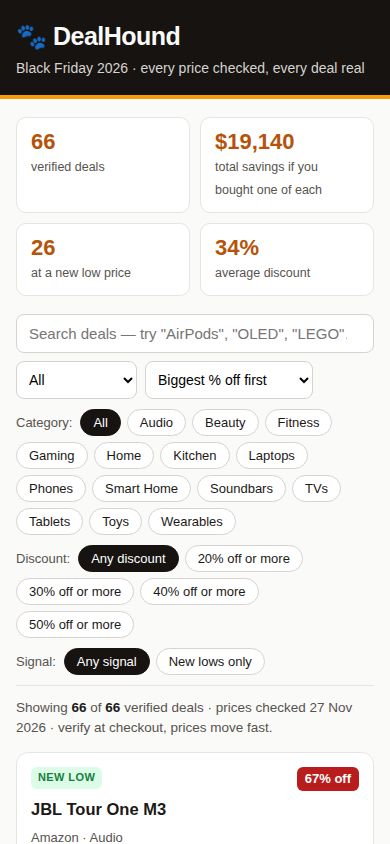 DealHound
Black Friday 2026 · every price checked, every deal real
66
verified deals
$19,140
total savings if you
bought one of each
26
at a new low price
34%
average discount
Search deals — try "AirPods", "OLED", "LEGO".
All
Biggest % off first
Category: All Audio Beauty Fitness
Gaming Home Kitchen Laptops
Phones Smart Home Soundbars TVs
Tablets Toys Wearables
Discount: Any discount 20% off or more
30% off or more 40% off or more
50% off or more
Signal: Any signal New lows only
Showing 66 of 66 verified deals · prices checked 27 Nov
2026 · verify at checkout, prices move fast.
NEW LOW
67% off
JBL Tour One M3
Amazon · Audio